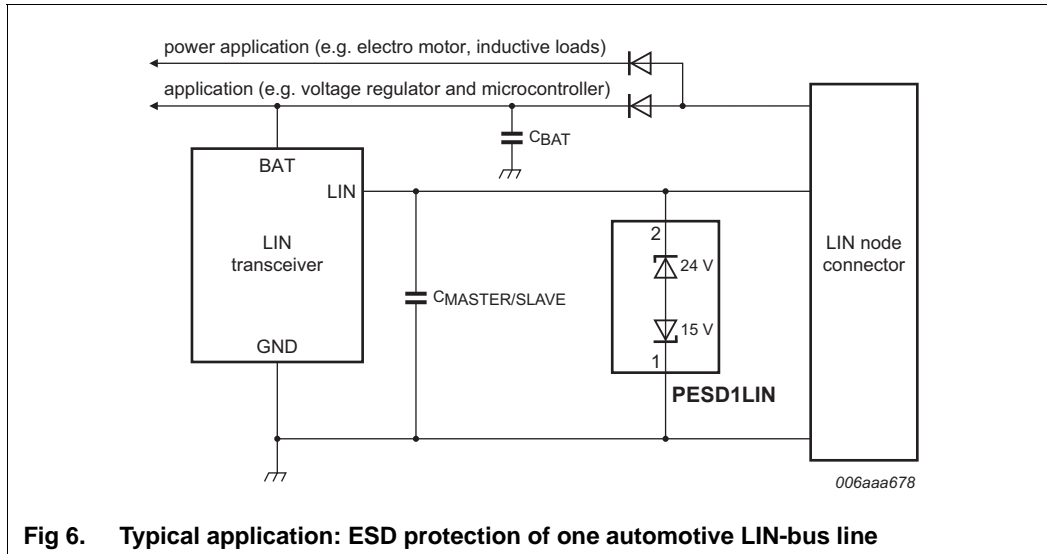 power application (e.g. electro motor, inductive loads)
application (e.g. voltage regulator and microcontroller)
CBAT
BAT
LIN
LIN
transceiver
GND
CMASTER/SLAVE
2
24 V
15 V
1
PESD1LIN
LIN node
connector
006aaa678
Fig 6. Typical application: ESD protection of one automotive LIN-bus line